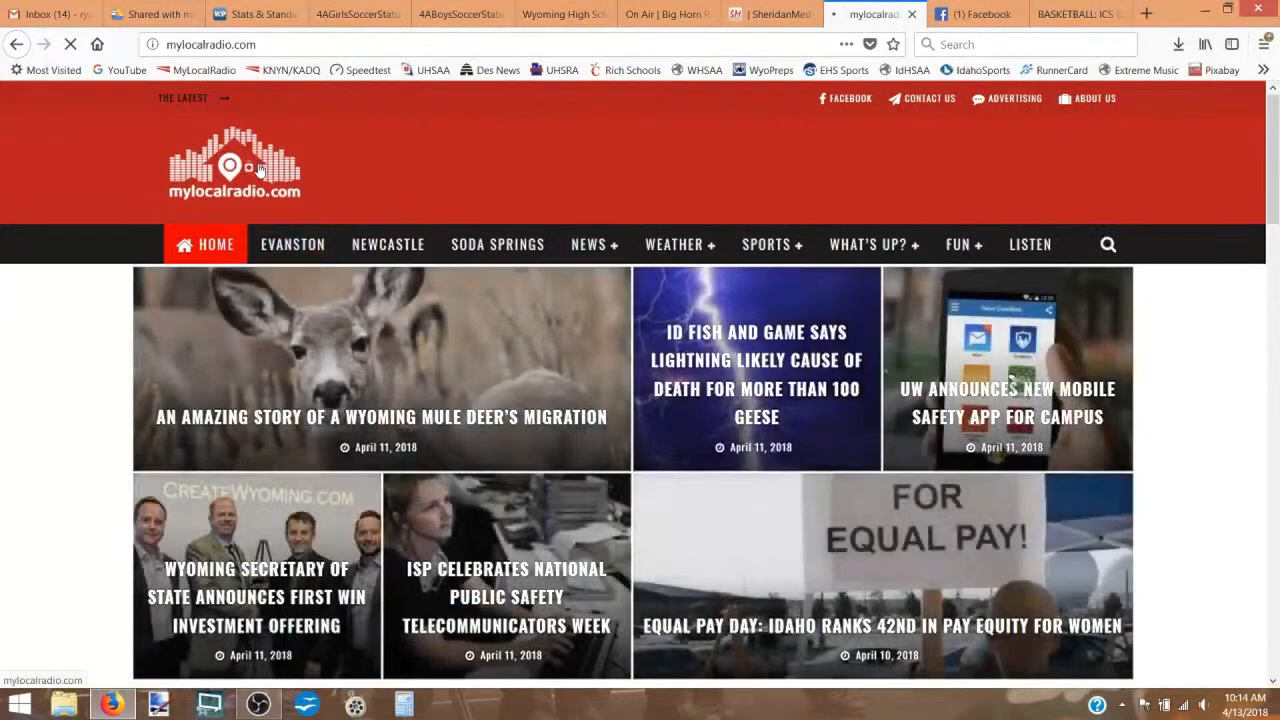 Inbox (14) - ry
Shared with m
Stats & Standi
4AGirlsSoccerStats
4ABoysSoccerStats
Wyoming High Sch
On Air | Big Horn R
| SheridanMed
mylocalradi
(1) Facebook
BASKETBALL: ICS G
mylocalradio.com
Search
Most Visited
YouTube
MyLocalRadio
KNYN/KADQ
Speedtest
UHSAA
Des News
UHSRA
Rich Schools
WHSAA
WyoPreps
EHS Sports
IdHSAA
IdahoSports
RunnerCard
Extreme Music
Pixabay
THE LATEST
FACEBOOK
CONTACT US
ADVERTISING
ABOUT US
mylocalradio.com
HOME
EVANSTON
NEWCASTLE
SODA SPRINGS
NEWS +
WEATHER +
SPORTS +
WHAT'S UP? +
FUN +
LISTEN
AN AMAZING STORY OF A WYOMING MULE DEER'S MIGRATION
April 11, 2018
ID FISH AND GAME SAYS
LIGHTNING LIKELY CAUSE OF
DEATH FOR MORE THAN 100
GEESE
April 11, 2018
UW ANNOUNCES NEW MOBILE
SAFETY APP FOR CAMPUS
April 11, 2018
CREATEWYOMING.COM
WYOMING SECRETARY OF
STATE ANNOUNCES FIRST WIN
INVESTMENT OFFERING
April 11, 2018
ISP CELEBRATES NATIONAL
PUBLIC SAFETY
TELECOMMUNICATORS WEEK
April 11, 2018
FOR
EQUAL PAY!
EQUAL PAY DAY: IDAHO RANKS 42ND IN PAY EQUITY FOR WOMEN
April 10, 2018
mylocalradio.com
10:14 AM
4/13/2018